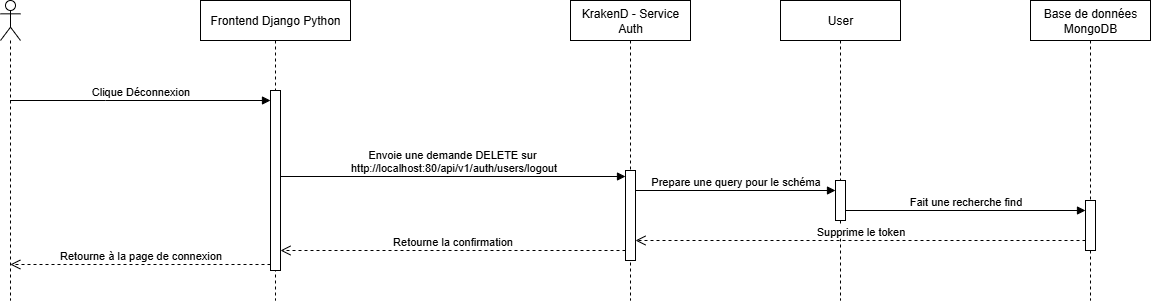 Frontend Django Python
KrakenD - Service
Auth
User
Base de données
MongoDB
Clique Déconnexion
Envoie une demande DELETE sur
http://localhost:80/api/v1/auth/users/logout
Prepare une query pour le schéma
Fait une recherche find
Supprime le token
Retourne la confirmation
Retourne à la page de connexion